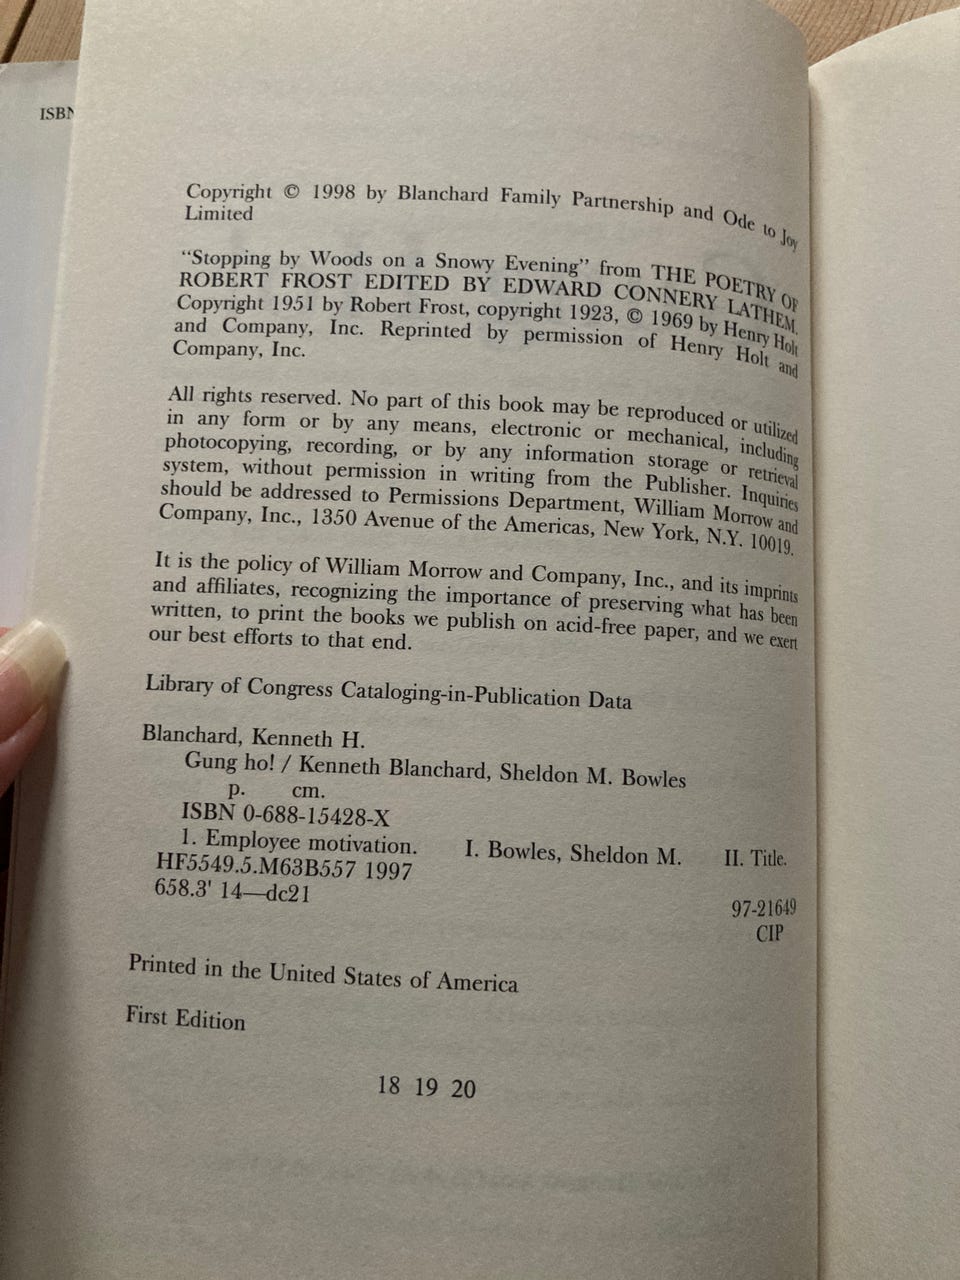 ISBN
Copyright © 1998 by Blanchard Family Partnership and Ode to Joy
Limited
“Stopping by Woods on a Snowy Evening” from THE POETRY OF
ROBERT FROST EDITED BY EDWARD CONNERY LATHEM.
Copyright 1951 by Robert Frost, copyright 1923, © 1969 by Henry Holt
and Company, Inc. Reprinted by permission of Henry Holt and
Company, Inc.
All rights reserved. No part of this book may be reproduced or utilized
in any form or by any means, electronic or mechanical, including
photocopying, recording, or by any information storage or retrieval
system, without permission in writing from the Publisher. Inquiries
should be addressed to Permissions Department, William Morrow and
Company, Inc., 1350 Avenue of the Americas, New York, N.Y. 10019.
It is the policy of William Morrow and Company, Inc., and its imprints
and affiliates, recognizing the importance of preserving what has been
written, to print the books we publish on acid-free paper, and we exert
our best efforts to that end.
Library of Congress Cataloging-in-Publication Data
Blanchard, Kenneth H.
Gung ho! / Kenneth Blanchard, Sheldon M. Bowles
p. cm.
ISBN 0-688-15428-X
1. Employee motivation. I. Bowles, Sheldon M. II. Title.
HF5549.5.M63B557 1997
658.3' 14—dc21
97-21649
CIP
Printed in the United States of America
First Edition
18 19 20